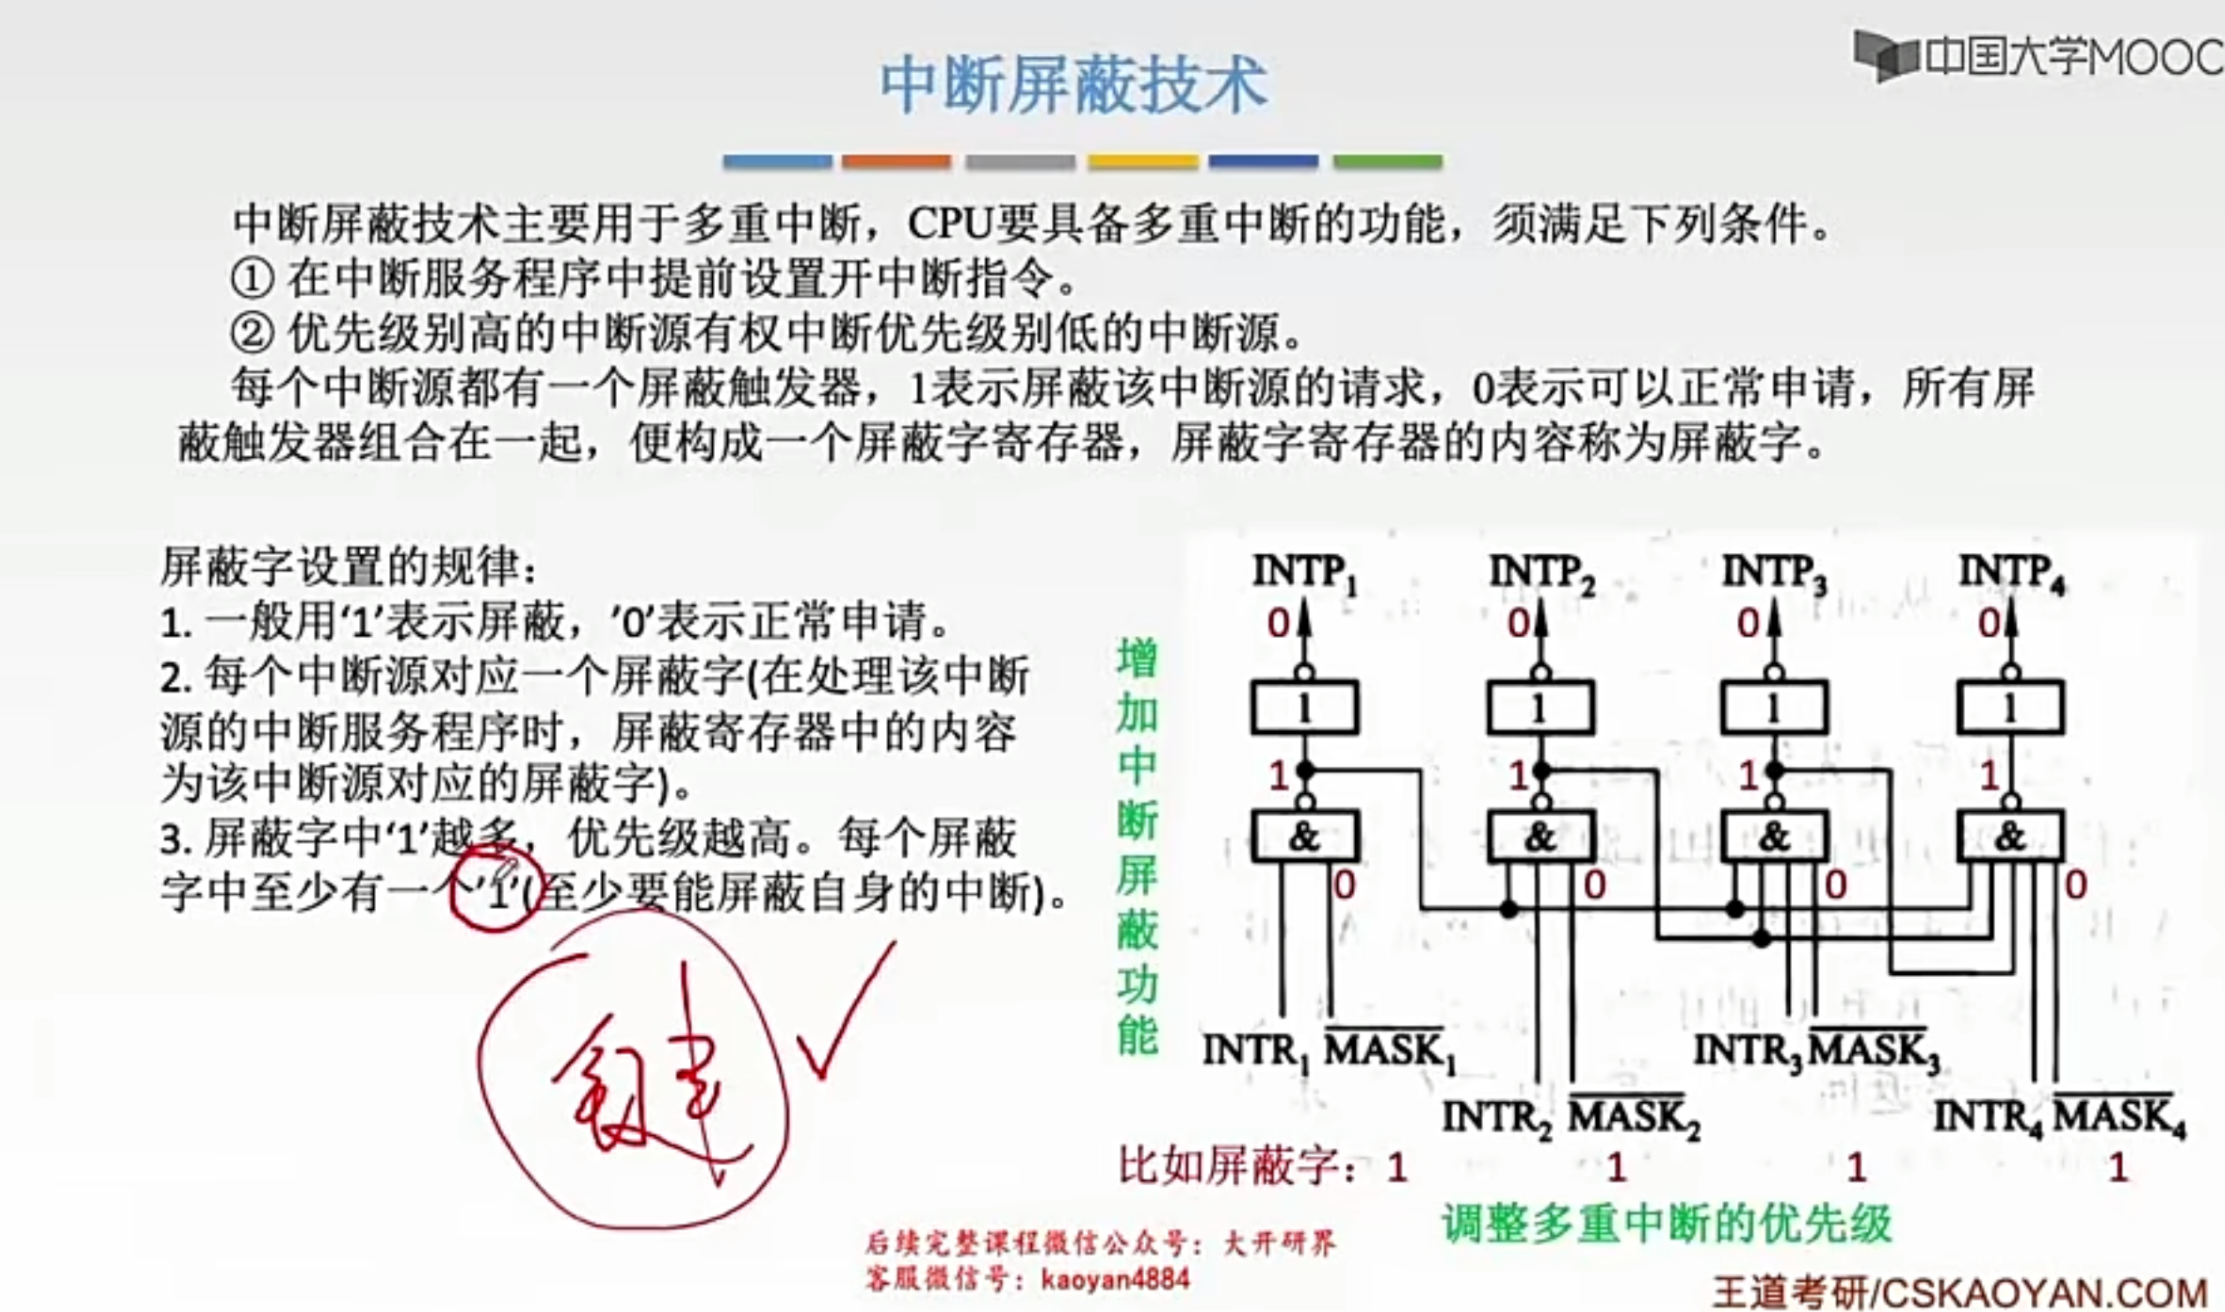 中国大学MOOC
中断屏蔽技术
中断屏蔽技术主要用于多重中断，CPU要具备多重中断的功能，须满足下列条件。
① 在中断服务程序中提前设置开中断指令。
② 优先级别高的中断源有权中断优先级别低的中断源。
每个中断源都有一个屏蔽触发器，1表示屏蔽该中断源的请求，0表示可以正常申请，所有屏
蔽触发器组合在一起，便构成一个屏蔽字寄存器，屏蔽字寄存器的内容称为屏蔽字。
屏蔽字设置的规律：
1. 一般用‘1’表示屏蔽，’0’表示正常申请。
2. 每个中断源对应一个屏蔽字(在处理该中断
源的中断服务程序时，屏蔽寄存器中的内容
为该中断源对应的屏蔽字)。
3. 屏蔽字中‘1’越多，优先级越高。每个屏蔽
字中至少有一个’1’(至少要能屏蔽自身的中断)。
增加中断屏蔽功能
INTP₁ INTP₂ INTP₃ INTP₄
0 0 0 0
1 1 1 1
1 1 1 1
& & & &
0 0 0 0
INTR₁ M̅A̅S̅K̅₁ INTR₃ M̅A̅S̅K̅₃
INTR₂ M̅A̅S̅K̅₂ INTR₄ M̅A̅S̅K̅₄
比如屏蔽字：1 1 1 1
调整多重中断的优先级
后续完整课程微信公众号：大开研界
客服微信号：kaoyan4884
王道考研/CSKAOYAN.COM